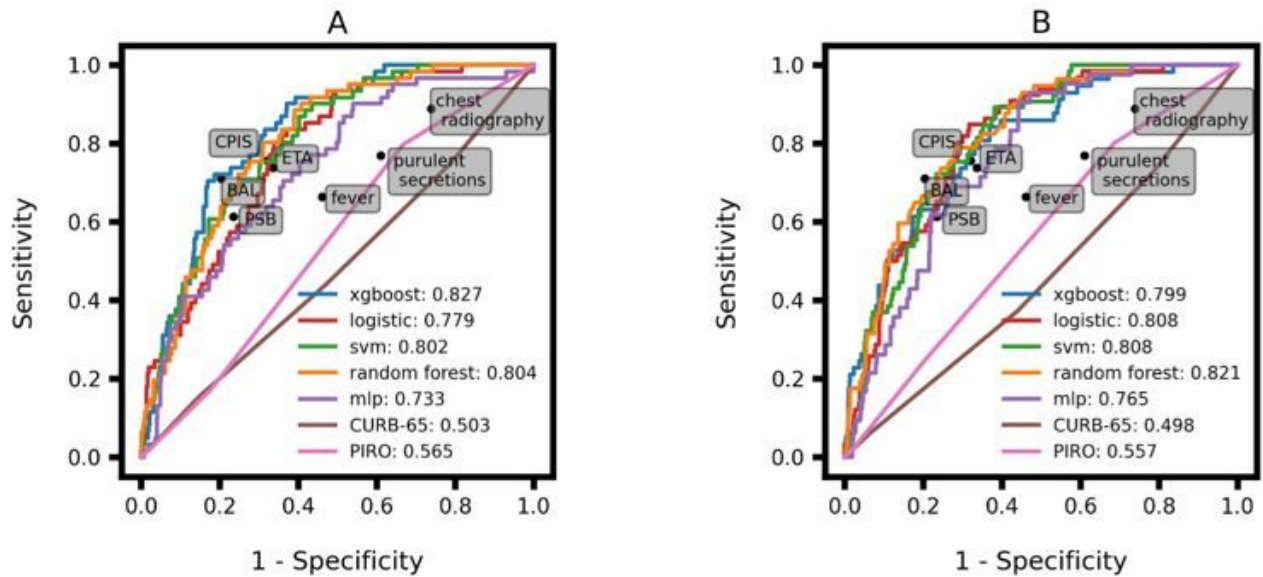 A
1.0
0.8
0.6
0.4
0.2
0.0
Sensitivity
chest
radiography
CPIS
ETA
purulent
secretions
BAL
fever
PSB
xgboost: 0.827
logistic: 0.779
svm: 0.802
random forest: 0.804
mlp: 0.733
CURB-65: 0.503
PIRO: 0.565
0.0 0.2 0.4 0.6 0.8 1.0
1 - Specificity
B
1.0
0.8
0.6
0.4
0.2
0.0
Sensitivity
chest
radiography
CPIS
ETA
purulent
secretions
BAL
fever
PSB
xgboost: 0.799
logistic: 0.808
svm: 0.808
random forest: 0.821
mlp: 0.765
CURB-65: 0.498
PIRO: 0.557
0.0 0.2 0.4 0.6 0.8 1.0
1 - Specificity